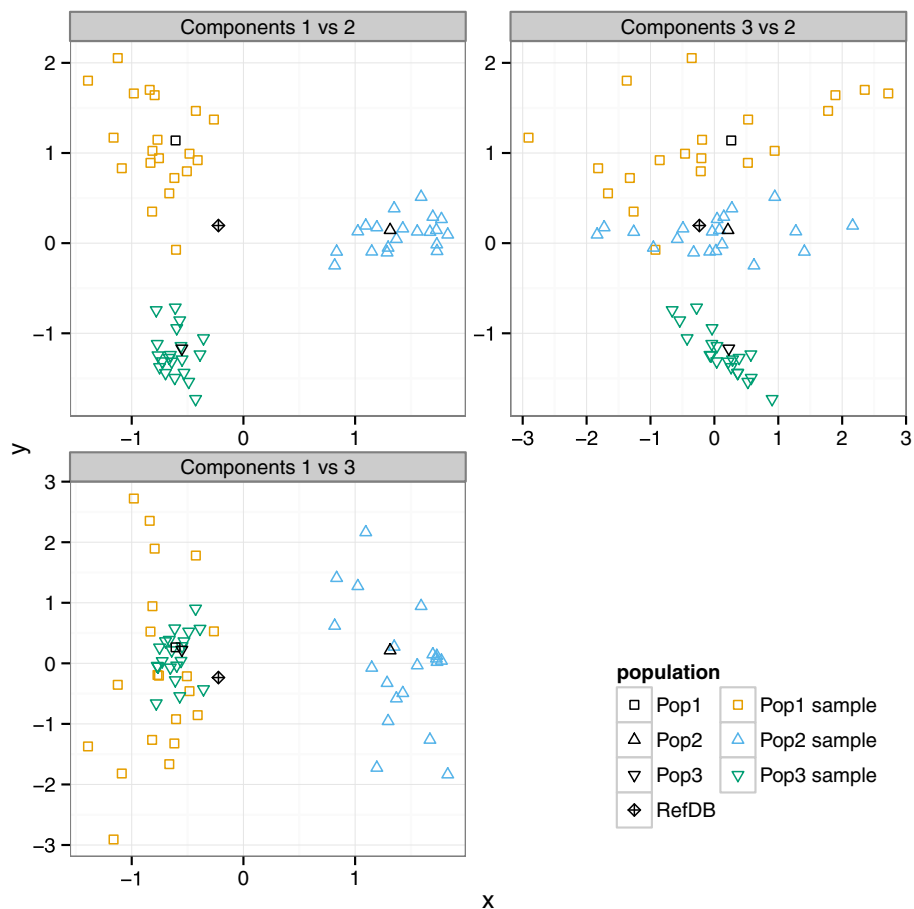 Components 1 vs 2
Components 3 vs 2
2
1
0
−1
−1 0 1
2
1
0
−1
−3 −2 −1 0 1 2 3
y
Components 1 vs 3
3
2
1
0
−1
−2
−3
−1 0 1
x
population
Pop1
Pop2
Pop3
RefDB
Pop1 sample
Pop2 sample
Pop3 sample